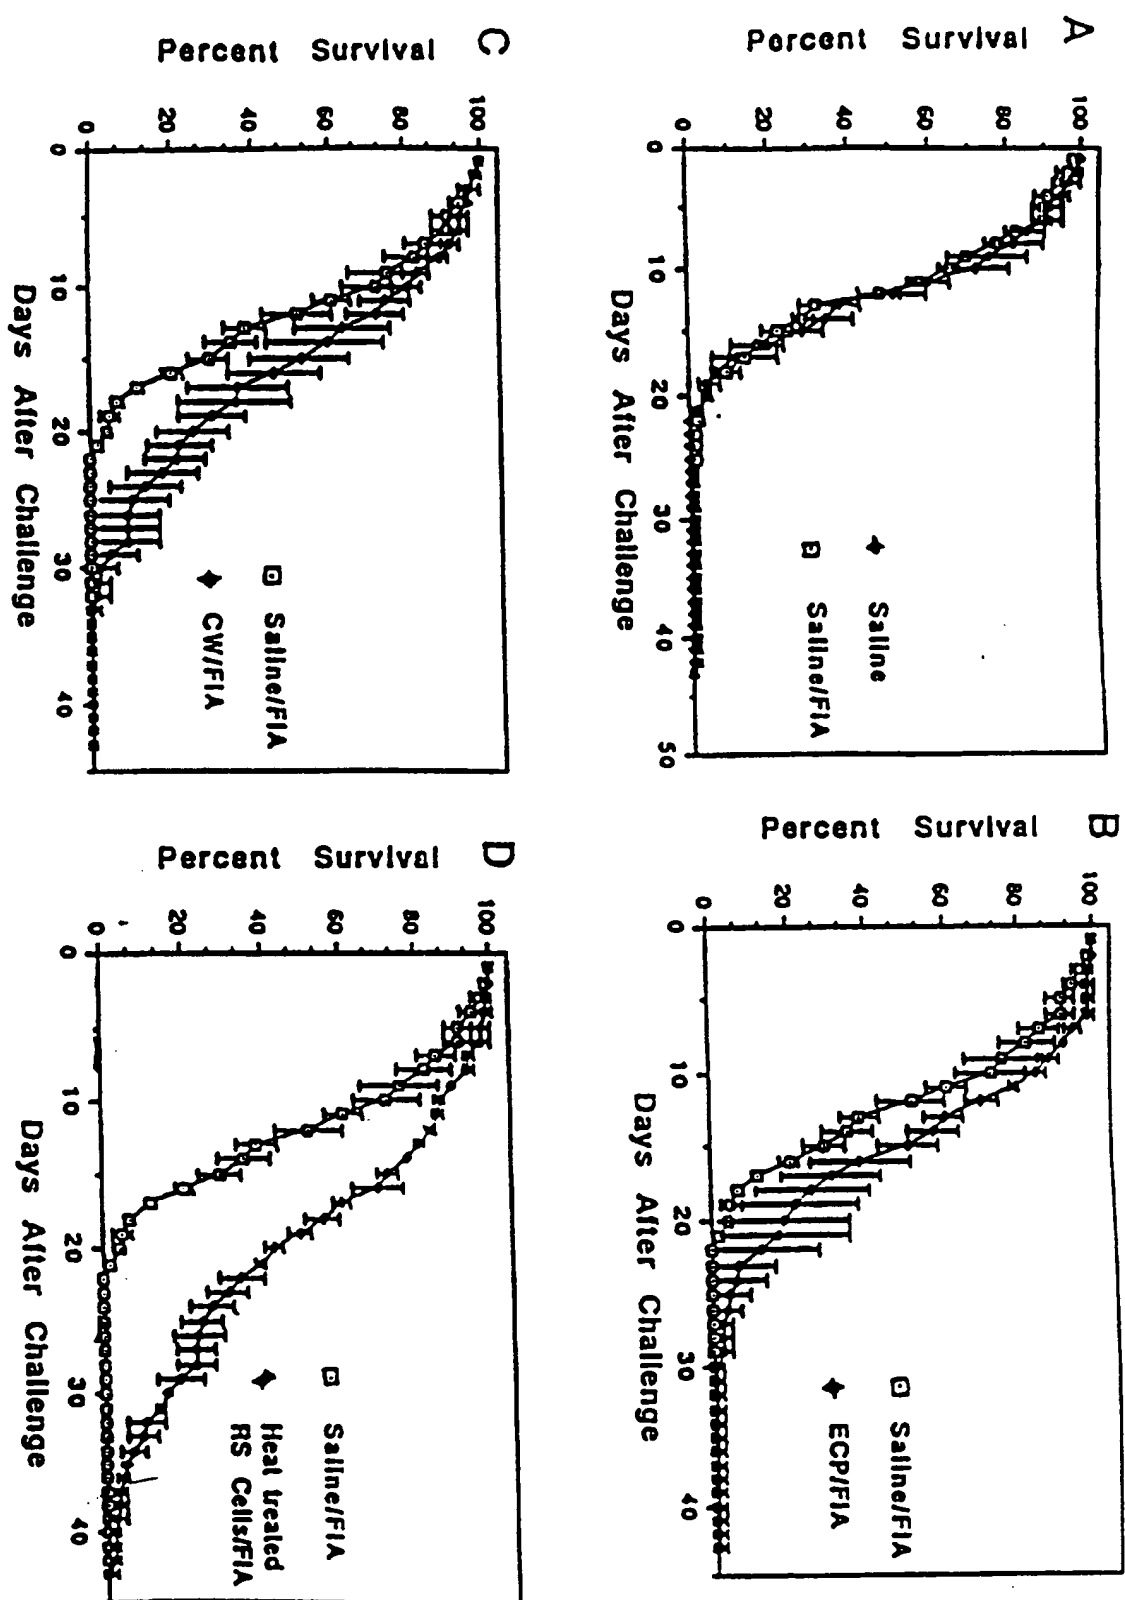 A
Percent Survival
100
80
60
40
20
0
0 10 20 30 40 50
Days After Challenge
Saline
Saline/FIA
B
Percent Survival
100
80
60
40
20
0
0 10 20 30 40
Days After Challenge
Saline/FIA
ECP/FIA
C
Percent Survival
100
80
60
40
20
0
0 10 20 30 40
Days After Challenge
Saline/FIA
CW/FIA
D
Percent Survival
100
80
60
40
20
0
0 10 20 30 40
Days After Challenge
Saline/FIA
Heat treated
RS Cells/FIA